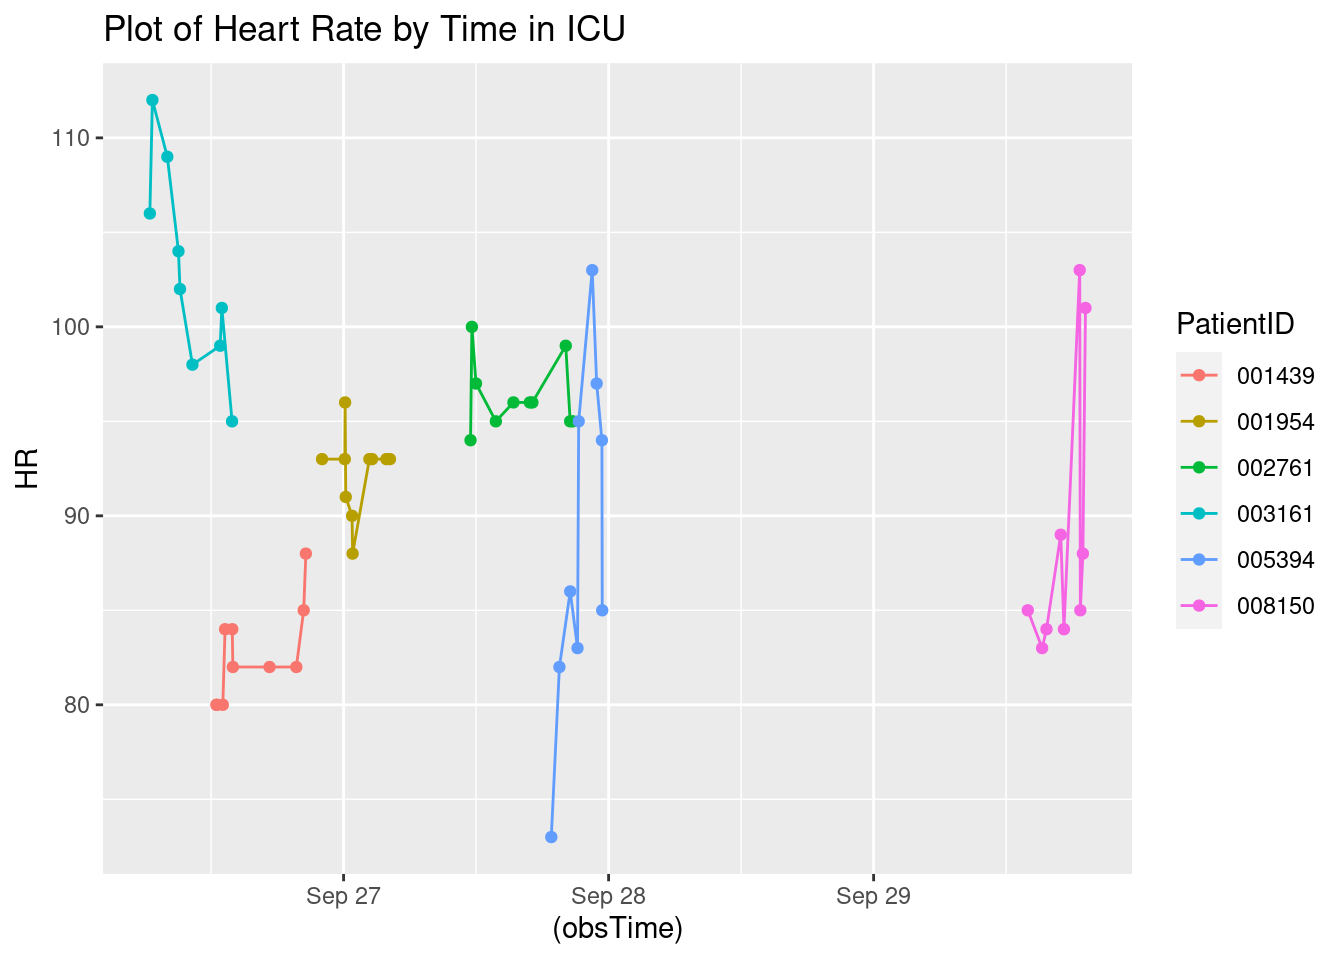 Plot of Heart Rate by Time in ICU
110
100
90
80
HR
Sep 27
Sep 28
Sep 29
(obsTime)
PatientID
001439
001954
002761
003161
005394
008150